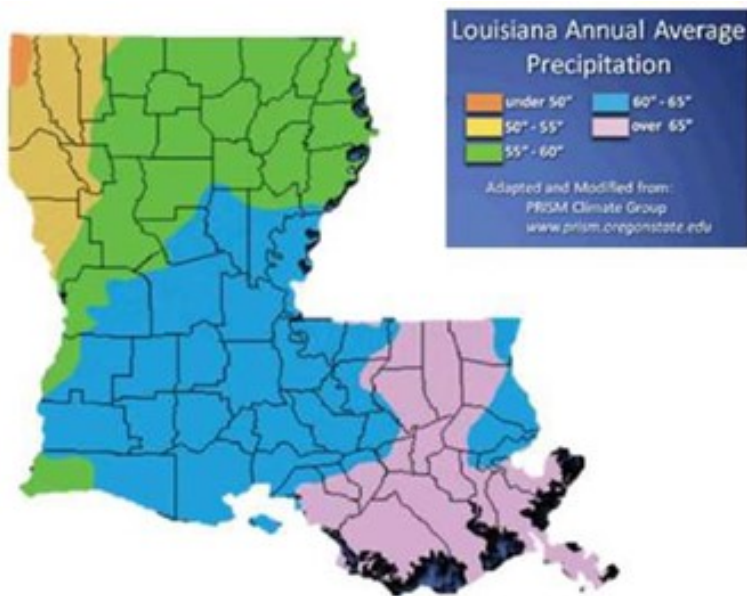 Louisiana Annual Average
Precipitation
under 50"
60" - 65"
50" - 55"
over 65"
55" - 60"
Adapted and Modified from:
PRISM Climate Group
www.prism.oregonstate.edu